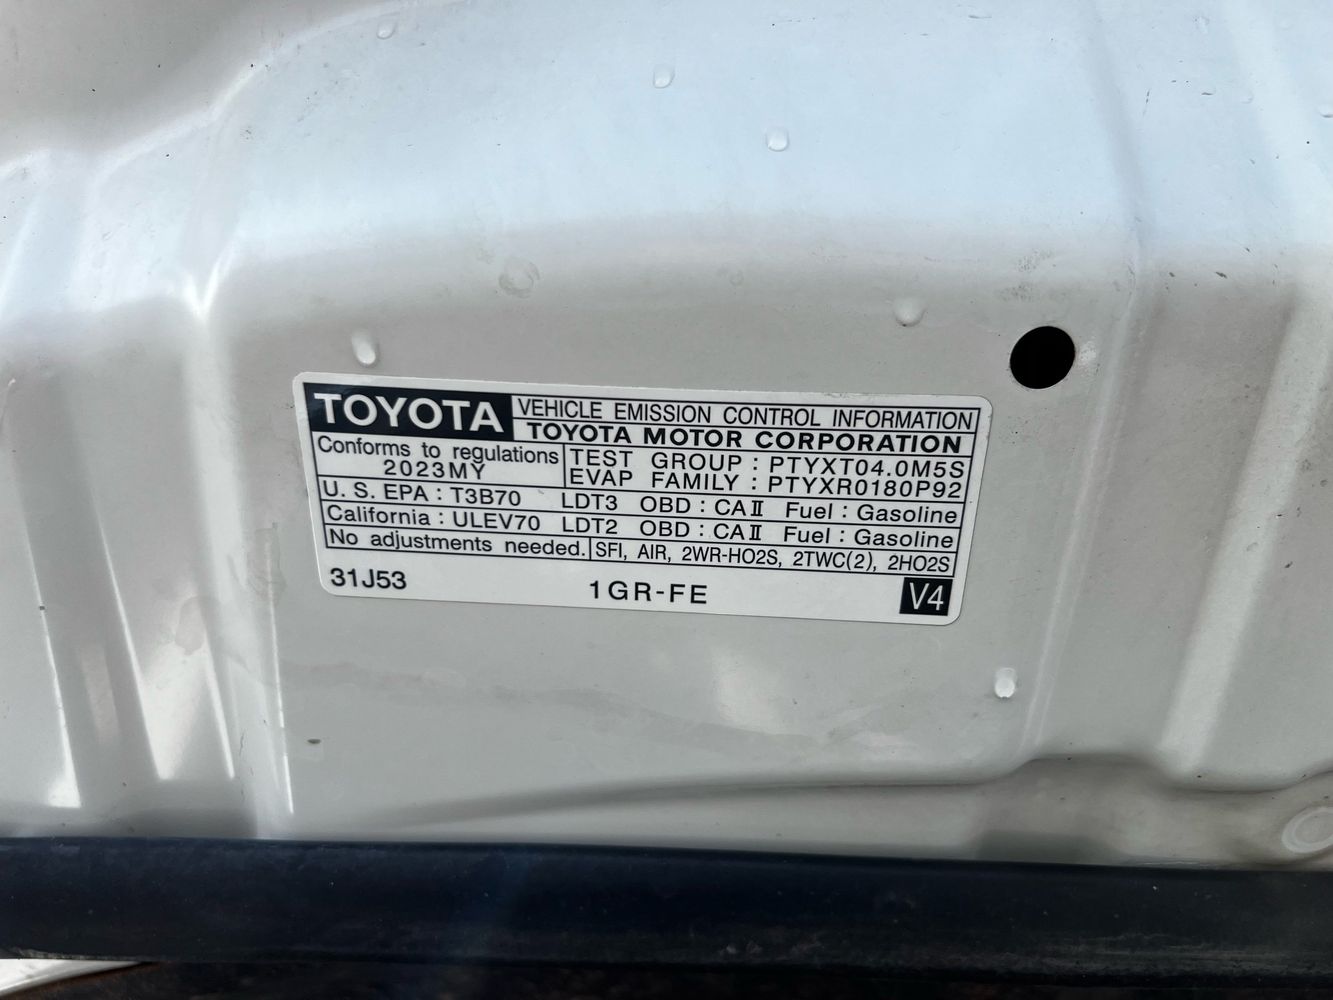 TOYOTA VEHICLE EMISSION CONTROL INFORMATION
TOYOTA MOTOR CORPORATION
Conforms to regulations
2023MY
TEST GROUP : PTYXT04.0M5S
EVAP FAMILY : PTYXR0180P92
U. S. EPA : T3B70 LDT3 OBD : CAⅡ Fuel : Gasoline
California : ULEV70 LDT2 OBD : CAⅡ Fuel : Gasoline
No adjustments needed. SFI, AIR, 2WR-HO2S, 2TWC(2), 2HO2S
31J53 1GR-FE V4